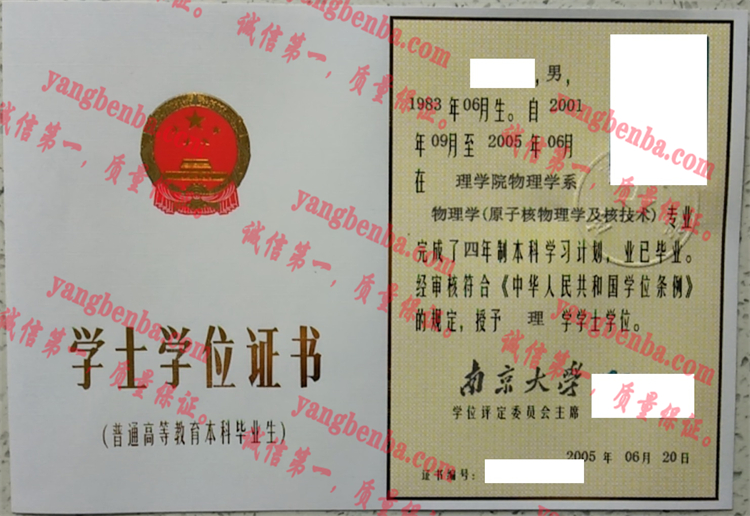 学士学位证书
(普通高等教育本科毕业生)
,男,
1983 年 06月生。自 2001
年 09月至 2005 年 06月
在 理学院物理学系
物理学(原子核物理学及核技术) 专业
完成了四年制本科学习计划,业已毕业。
经审核符合《中华人民共和国学位条例》
的规定,授予 理 学学士学位。
南京大学
学位评定委员会主席
2005 年 06 月 20 日
证书编号:
yangbenba.com
诚信第一,质量保证。